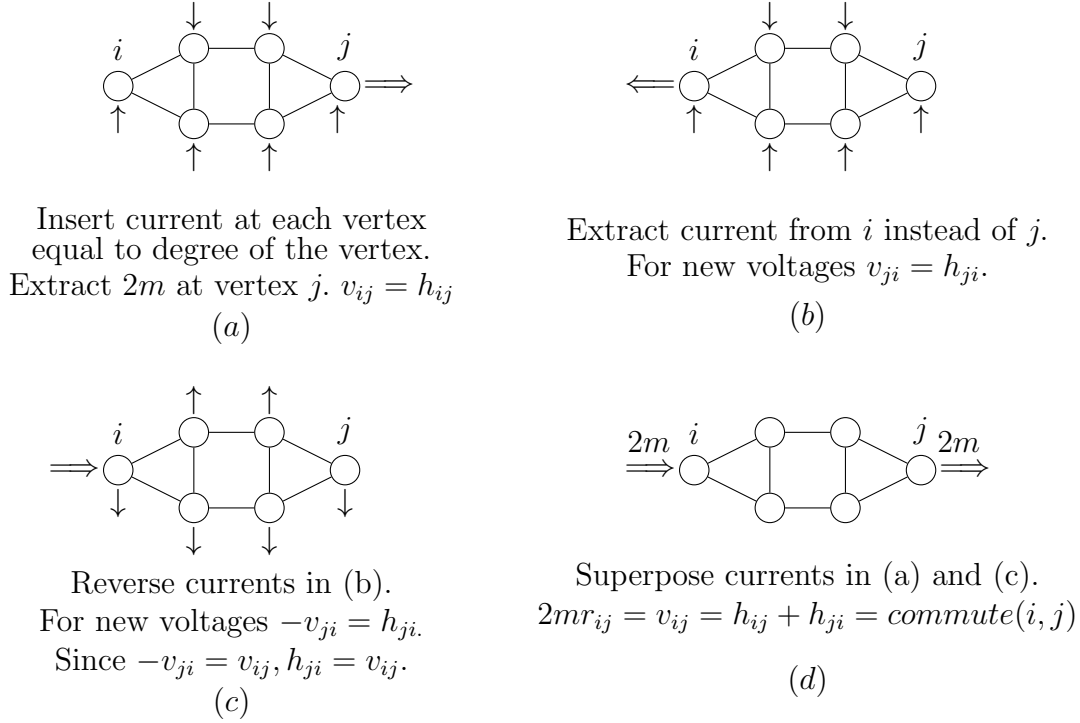 i
j
Insert current at each vertex
equal to degree of the vertex.
Extract 2m at vertex j. v_{ij} = h_{ij}
(a)
i
j
Extract current from i instead of j.
For new voltages v_{ji} = h_{ji}.
(b)
i
j
Reverse currents in (b).
For new voltages −v_{ji} = h_{ji}.
Since −v_{ji} = v_{ij}, h_{ji} = v_{ij}.
(c)
2m i
j 2m
Superpose currents in (a) and (c).
2mr_{ij} = v_{ij} = h_{ij} + h_{ji} = commute(i, j)
(d)